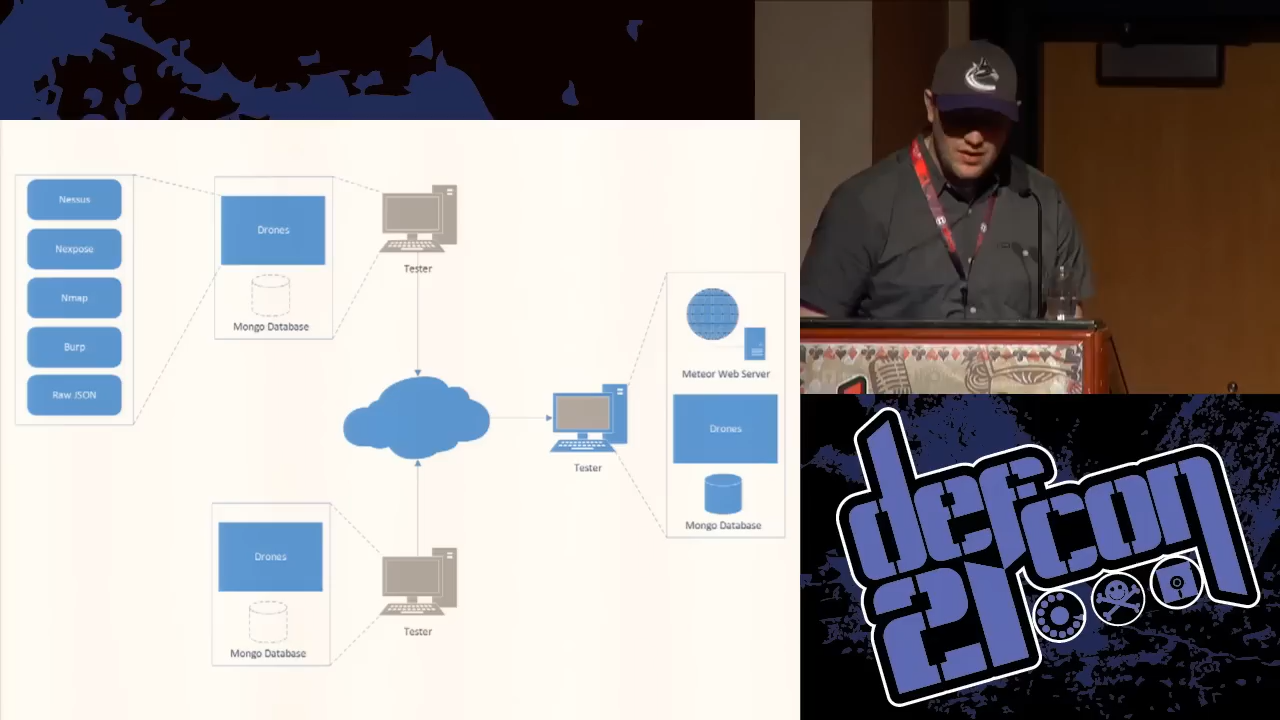 Nessus
Nexpose
Nmap
Burp
Raw JSON
Drones
Mongo Database
Tester
Meteor Web Server
Drones
Mongo Database
Tester
Drones
Mongo Database
Tester
defcon
21